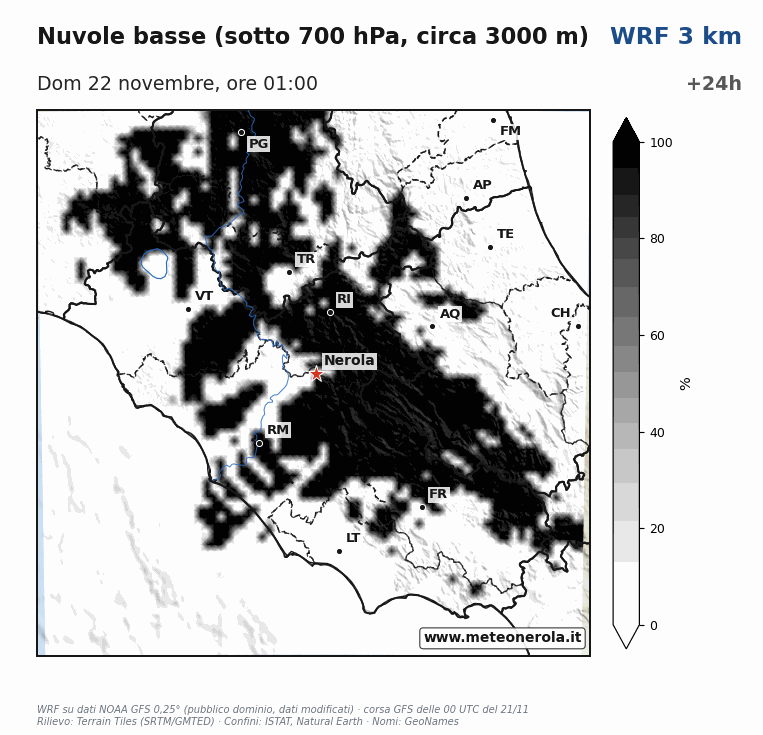 Nuvole basse (sotto 700 hPa, circa 3000 m) WRF 3 km
Dom 22 novembre, ore 01:00 +24h
FM
PG
AP
TE
TR
VT
RI
AQ
CH
Nerola
RM
FR
LT
www.meteonerola.it
100
80
60
40
20
0
%
WRF su dati NOAA GFS 0,25° (pubblico dominio, dati modificati) · corsa GFS delle 00 UTC del 21/11
Rilievo: Terrain Tiles (SRTM/GMTED) · Confini: ISTAT, Natural Earth · Nomi: GeoNames